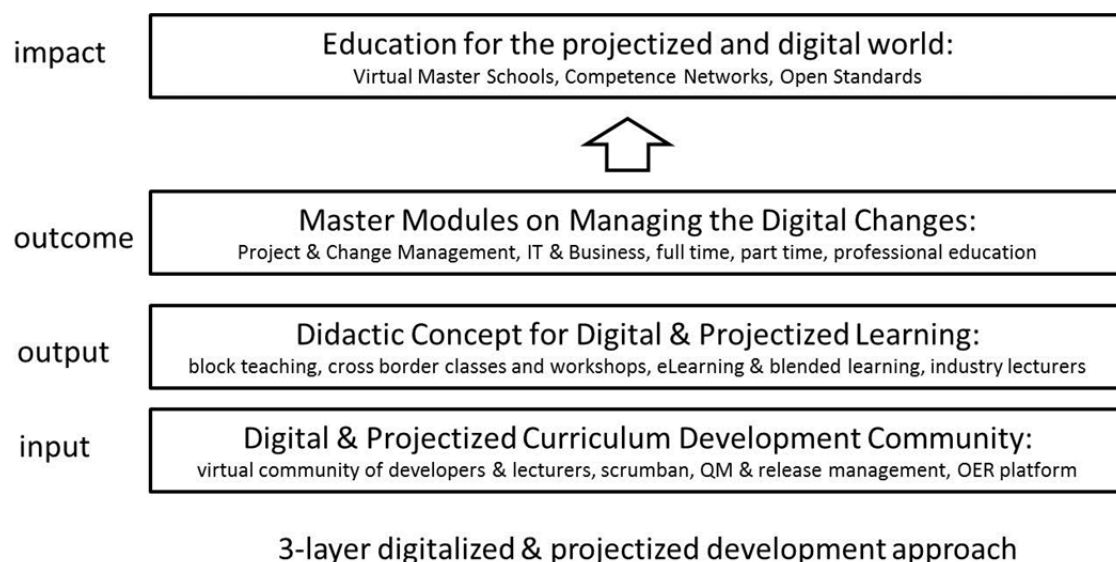 impact
Education for the projectized and digital world:
Virtual Master Schools, Competence Networks, Open Standards
outcome
Master Modules on Managing the Digital Changes:
Project & Change Management, IT & Business, full time, part time, professional education
output
Didactic Concept for Digital & Projectized Learning:
block teaching, cross border classes and workshops, eLearning & blended learning, industry lecturers
input
Digital & Projectized Curriculum Development Community:
virtual community of developers & lecturers, scrumban, QM & release management, OER platform
3-layer digitalized & projectized development approach